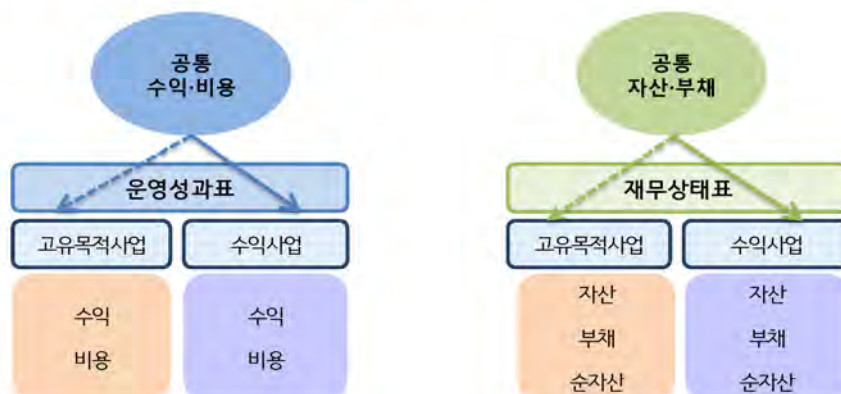 공통
수익·비용
운영성과표
고유목적사업
수익사업
수익
비용
수익
비용
공통
자산·부채
재무상태표
고유목적사업
수익사업
자산
부채
순자산
자산
부채
순자산